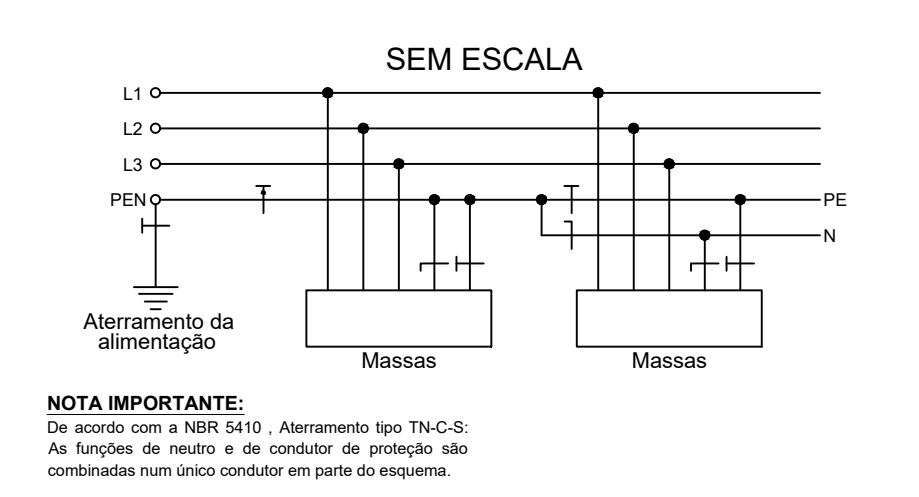 SEM ESCALA
L1
L2
L3
PEN
PE
N
Aterramento da
alimentação
Massas
Massas
NOTA IMPORTANTE:
De acordo com a NBR 5410 , Aterramento tipo TN-C-S:
As funções de neutro e de condutor de proteção são
combinadas num único condutor em parte do esquema.